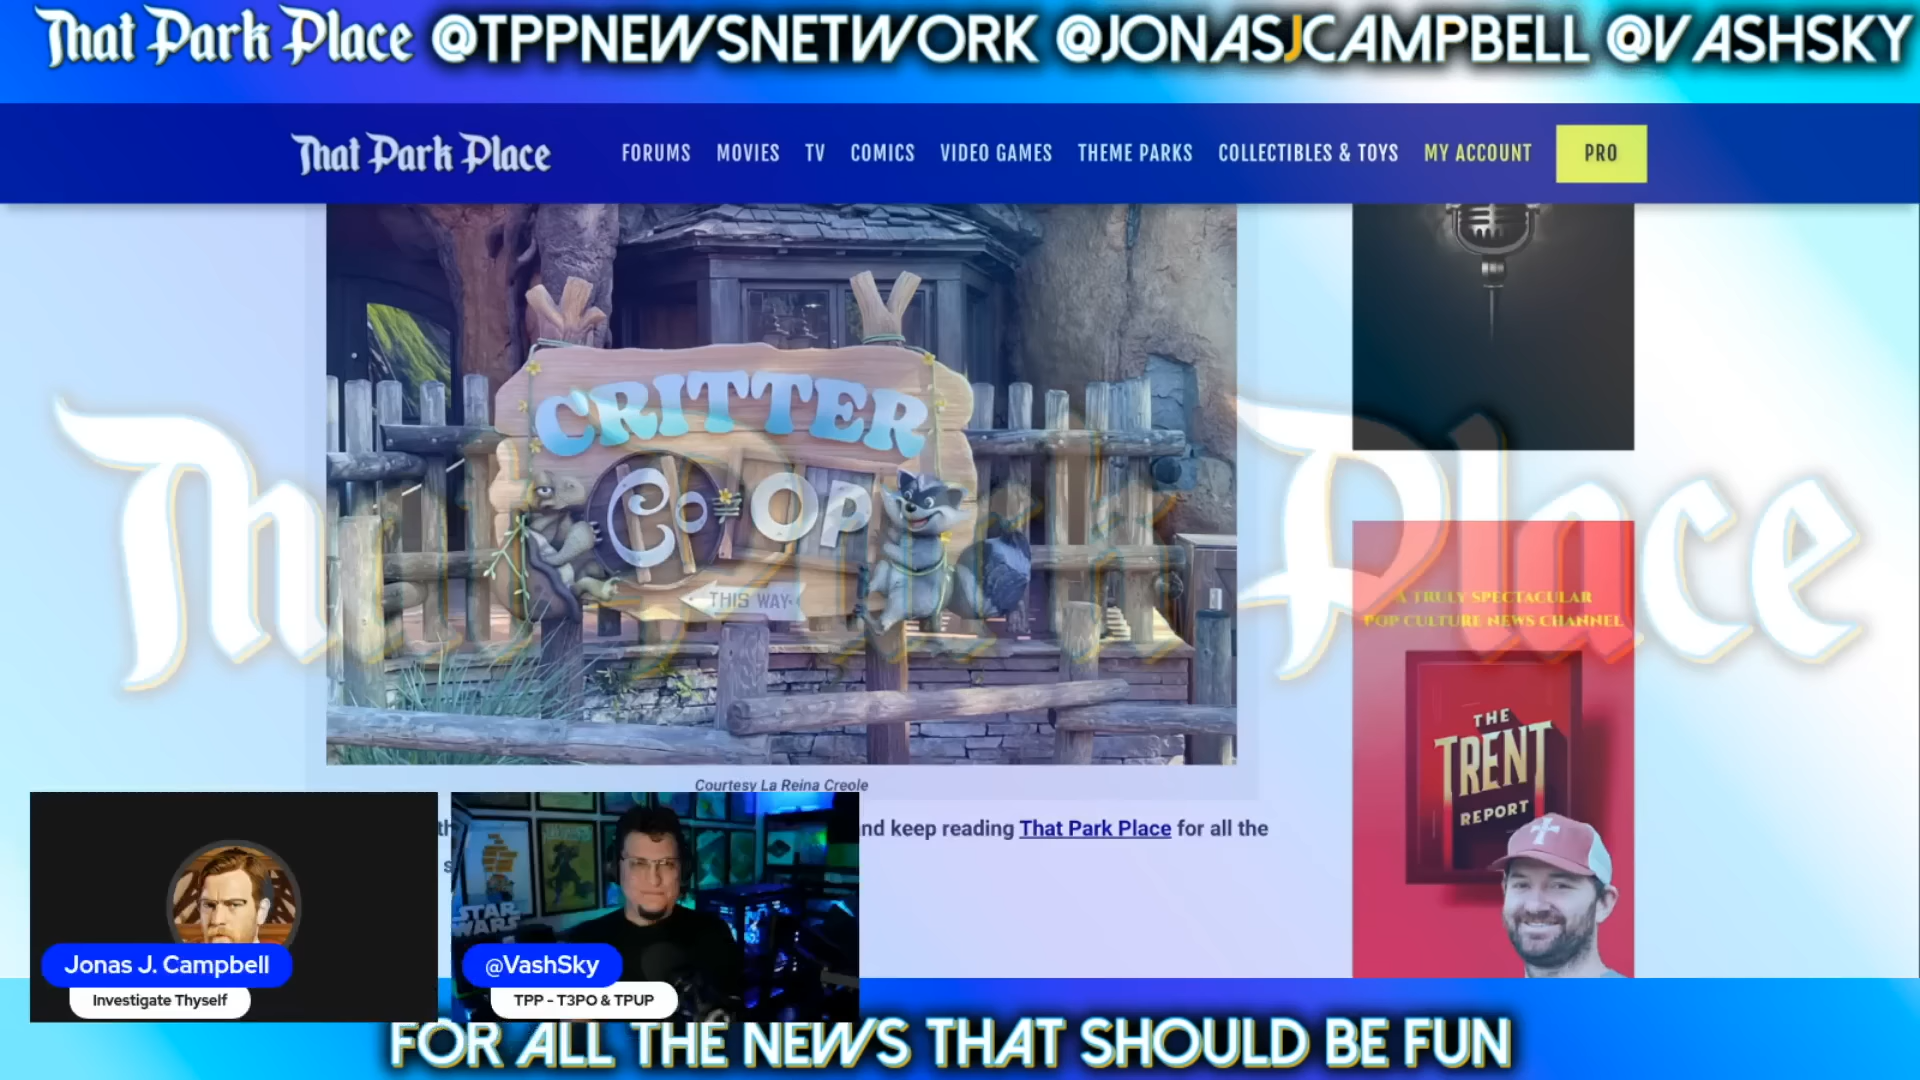 That Park Place @TPPNEWSNETWORK @JONASJCAMPBELL @VASHSKY
That Park Place FORUMS MOVIES TV COMICS VIDEO GAMES THEME PARKS COLLECTIBLES & TOYS MY ACCOUNT PRO
CRITTER
CO-OP
THIS WAY
That Park Place
A TRULY SPECTACULAR
POP CULTURE NEWS CHANNEL
THE
TRENT
REPORT
Courtesy La Reina Creole
nd keep reading That Park Place for all the
STAR
WARS
Jonas J. Campbell
Investigate Thyself
@VashSky
TPP - T3PO & TPUP
FOR ALL THE NEWS THAT SHOULD BE FUN